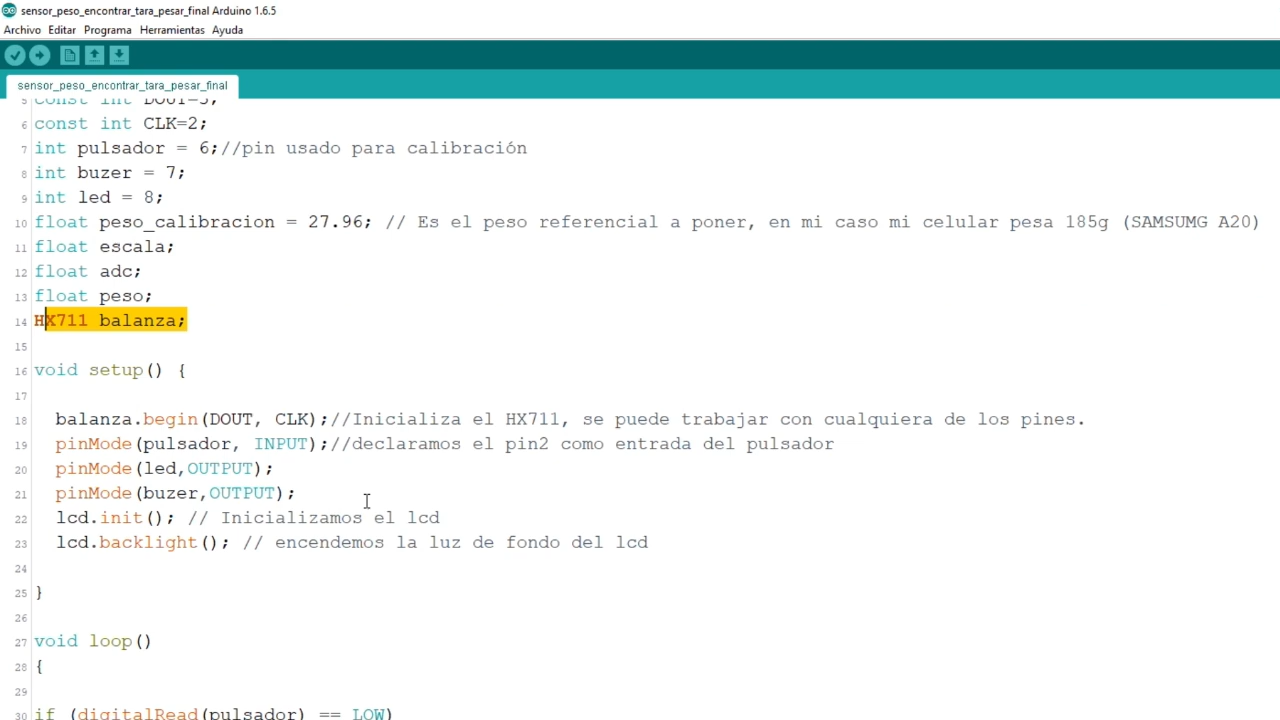 sensor_peso_encontrar_tara_pesar_final Arduino 1.6.5
Archivo Editar Programa Herramientas Ayuda
sensor_peso_encontrar_tara_pesar_final
5 const int DOUT=3;
6 const int CLK=2;
7 int pulsador = 6;//pin usado para calibración
8 int buzer = 7;
9 int led = 8;
10 float peso_calibracion = 27.96; // Es el peso referencial a poner, en mi caso mi celular pesa 185g (SAMSUMG A20)
11 float escala;
12 float adc;
13 float peso;
14 HX711 balanza;
15
16 void setup() {
17
18 balanza.begin(DOUT, CLK);//Inicializa el HX711, se puede trabajar con cualquiera de los pines.
19 pinMode(pulsador, INPUT);//declaramos el pin2 como entrada del pulsador
20 pinMode(led,OUTPUT);
21 pinMode(buzer,OUTPUT);
22 lcd.init(); // Inicializamos el lcd
23 lcd.backlight(); // encendemos la luz de fondo del lcd
24
25 }
26
27 void loop()
28 {
29
30 if (digitalRead(pulsador) == LOW)